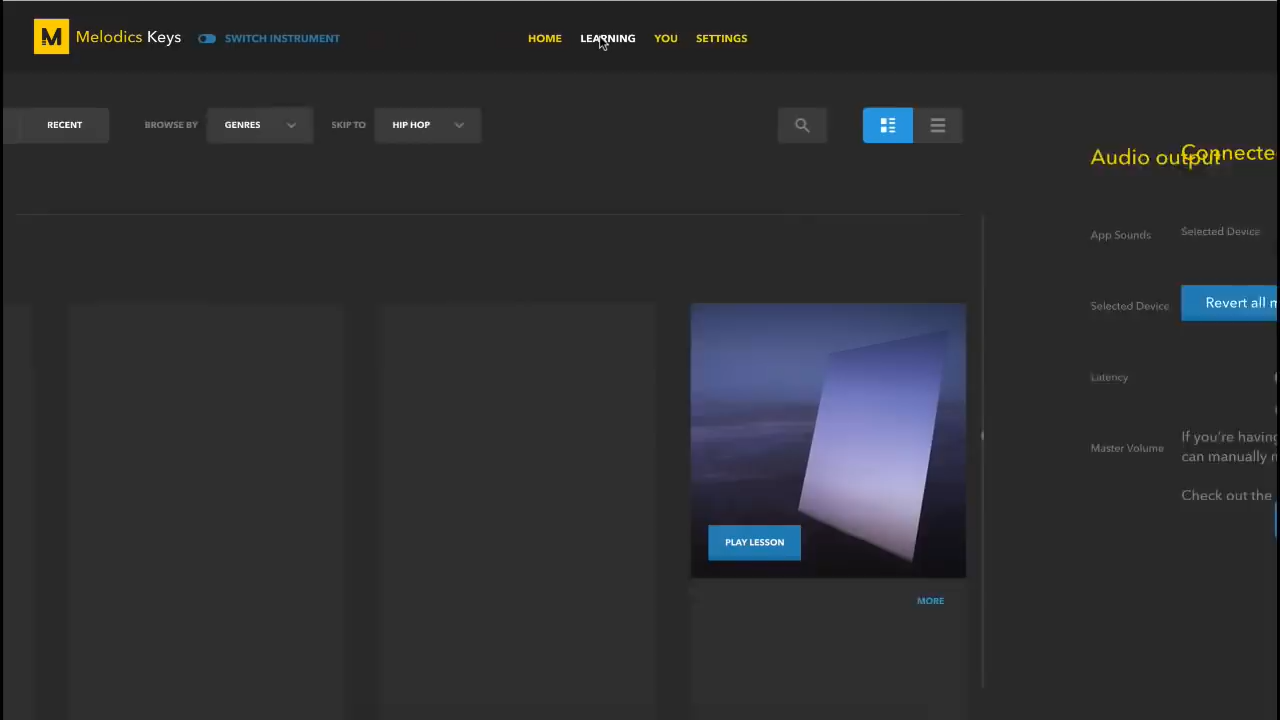 M Melodics Keys SWITCH INSTRUMENT HOME LEARNING YOU SETTINGS
RECENT BROWSE BY GENRES SKIP TO HIP HOP
Audio output
App Sounds Selected Device
Selected Device Revert all
Latency
If you're having
Master Volume can manually
Check out the
PLAY LESSON
MORE